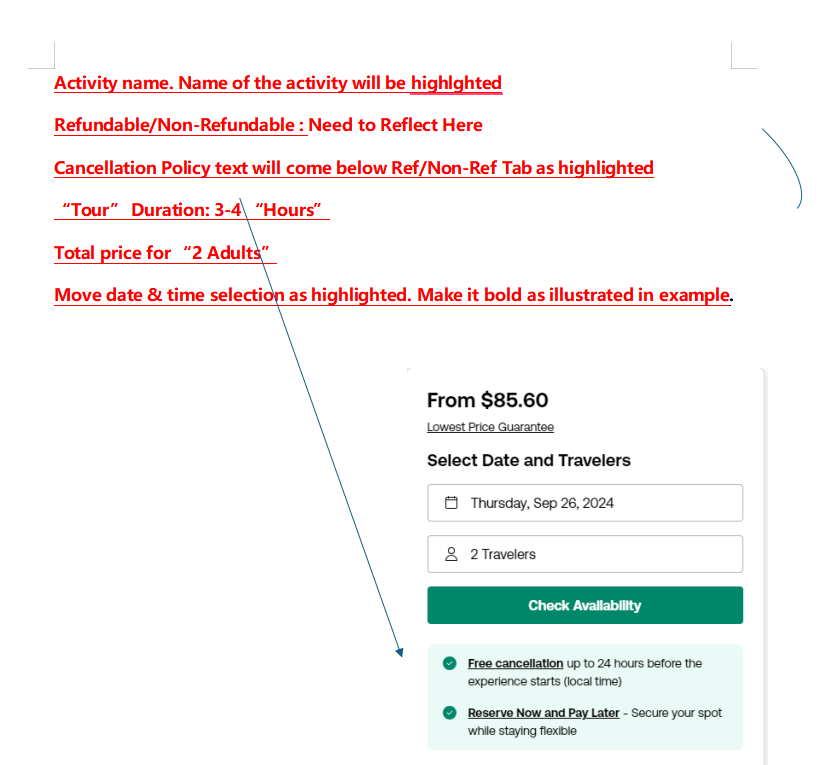 Activity name. Name of the activity will be highlghted
Refundable/Non-Refundable : Need to Reflect Here
Cancellation Policy text will come below Ref/Non-Ref Tab as highlighted
“Tour” Duration: 3-4 “Hours”
Total price for “2 Adults”
Move date & time selection as highlighted. Make it bold as illustrated in example.
From $85.60
Lowest Price Guarantee
Select Date and Travelers
Thursday, Sep 26, 2024
2 Travelers
Check Availability
Free cancellation up to 24 hours before the
experience starts (local time)
Reserve Now and Pay Later - Secure your spot
while staying flexible